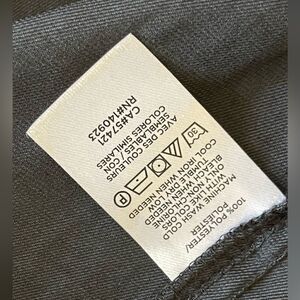 100% POLYESTER/
POLYESTER
MACHINE WASH COLD
LIKE COLORS
ONLY NON-CHLORINE
BLEACH WHEN NEEDED
TUMBLE DRY LOW
COOL IRON WHEN NEEDED
30 P
AVEC DES COULEURS
SEMBLABLES / CON
COLORES SIMILARES
CA#57421
RN#140923